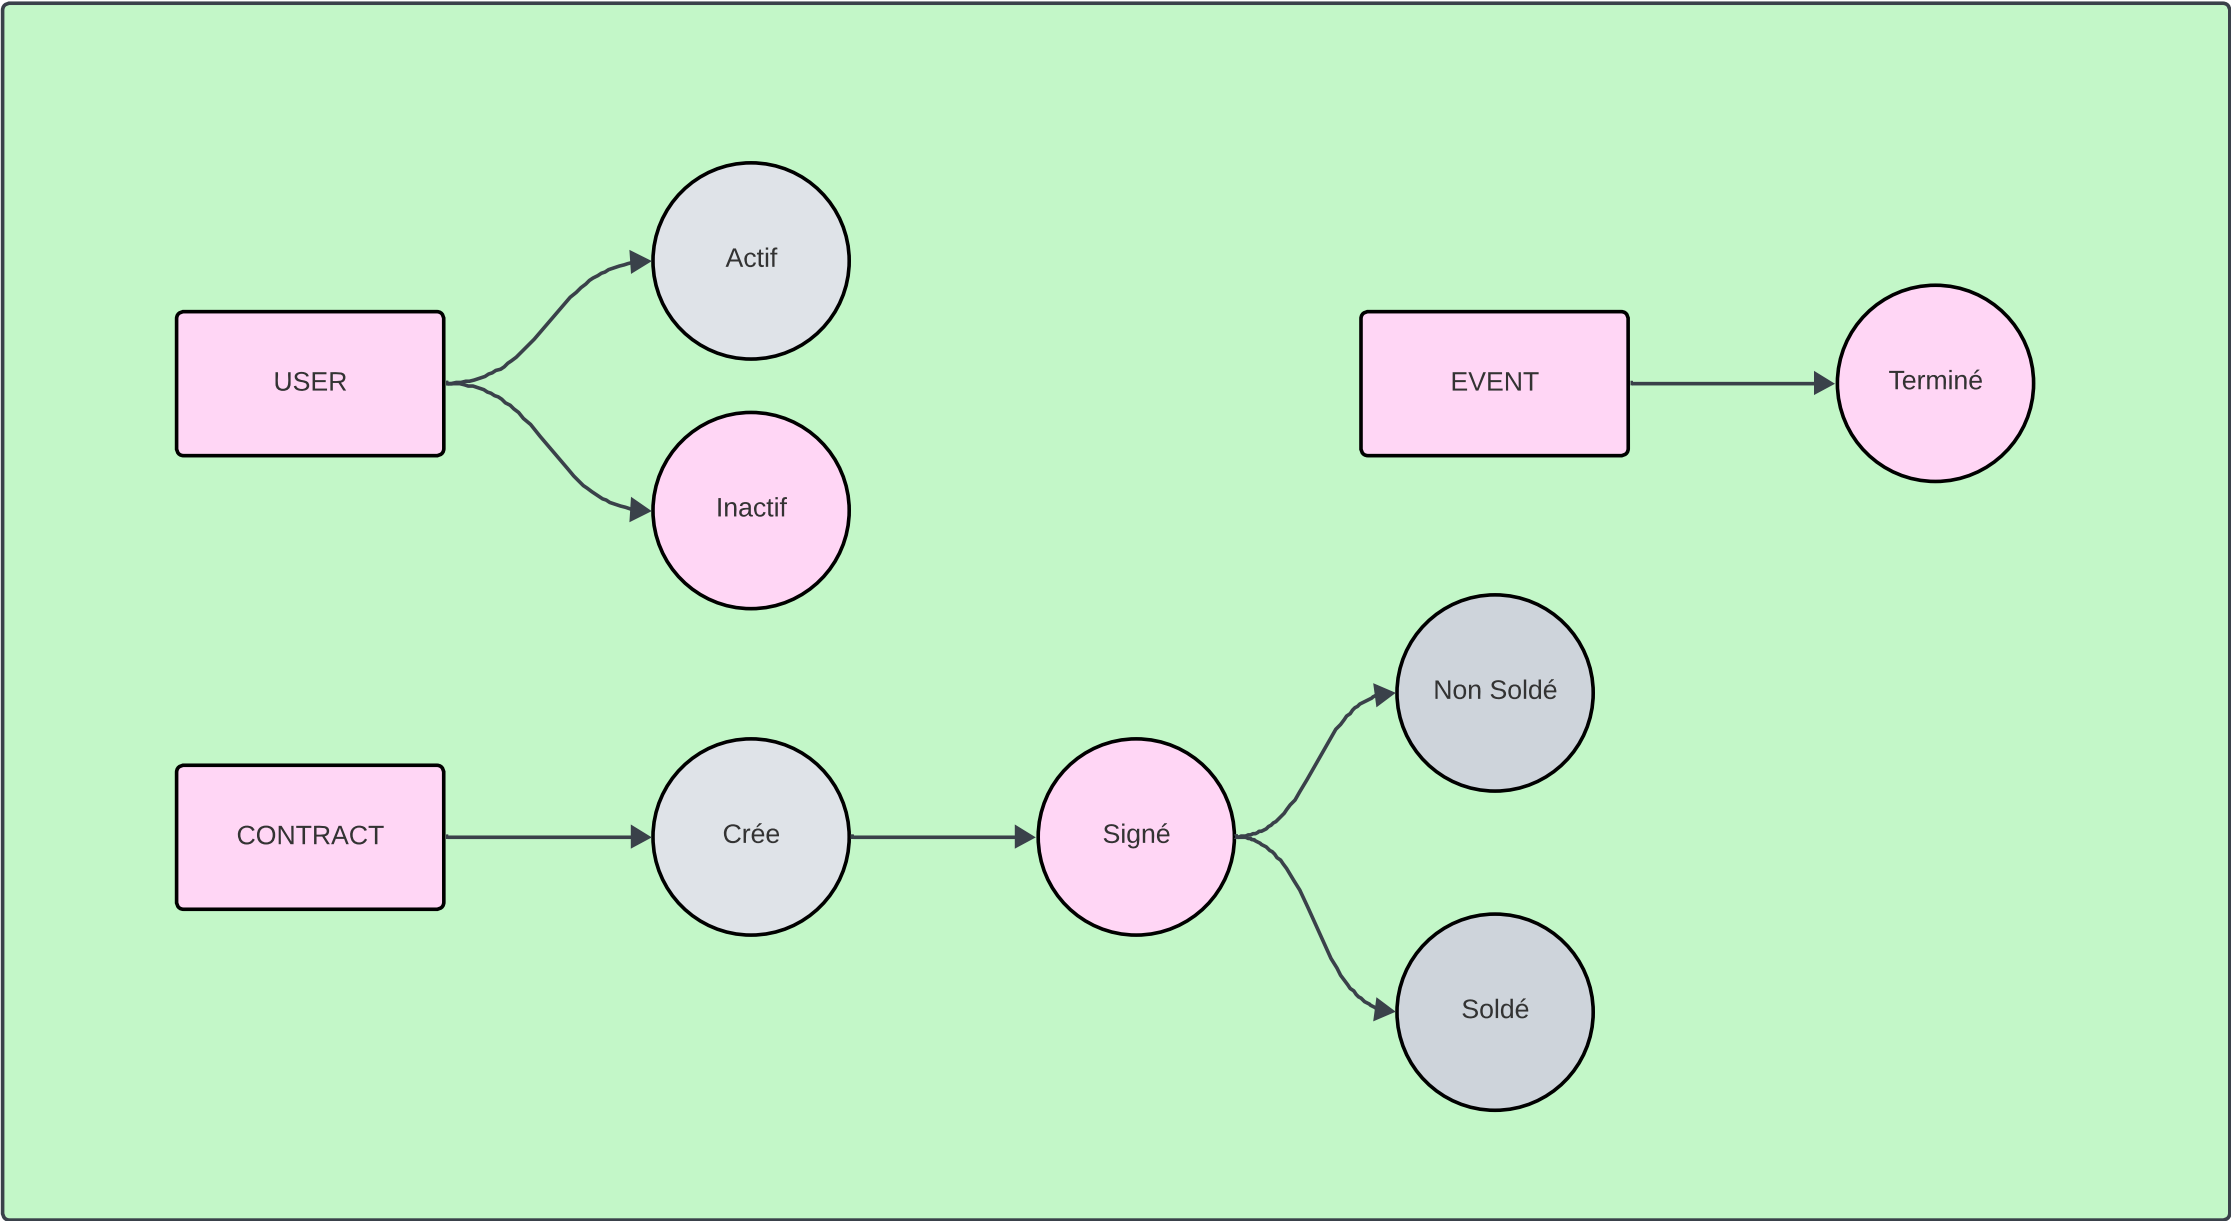 USER
Actif
Inactif
EVENT
Terminé
CONTRACT
Crée
Signé
Non Soldé
Soldé